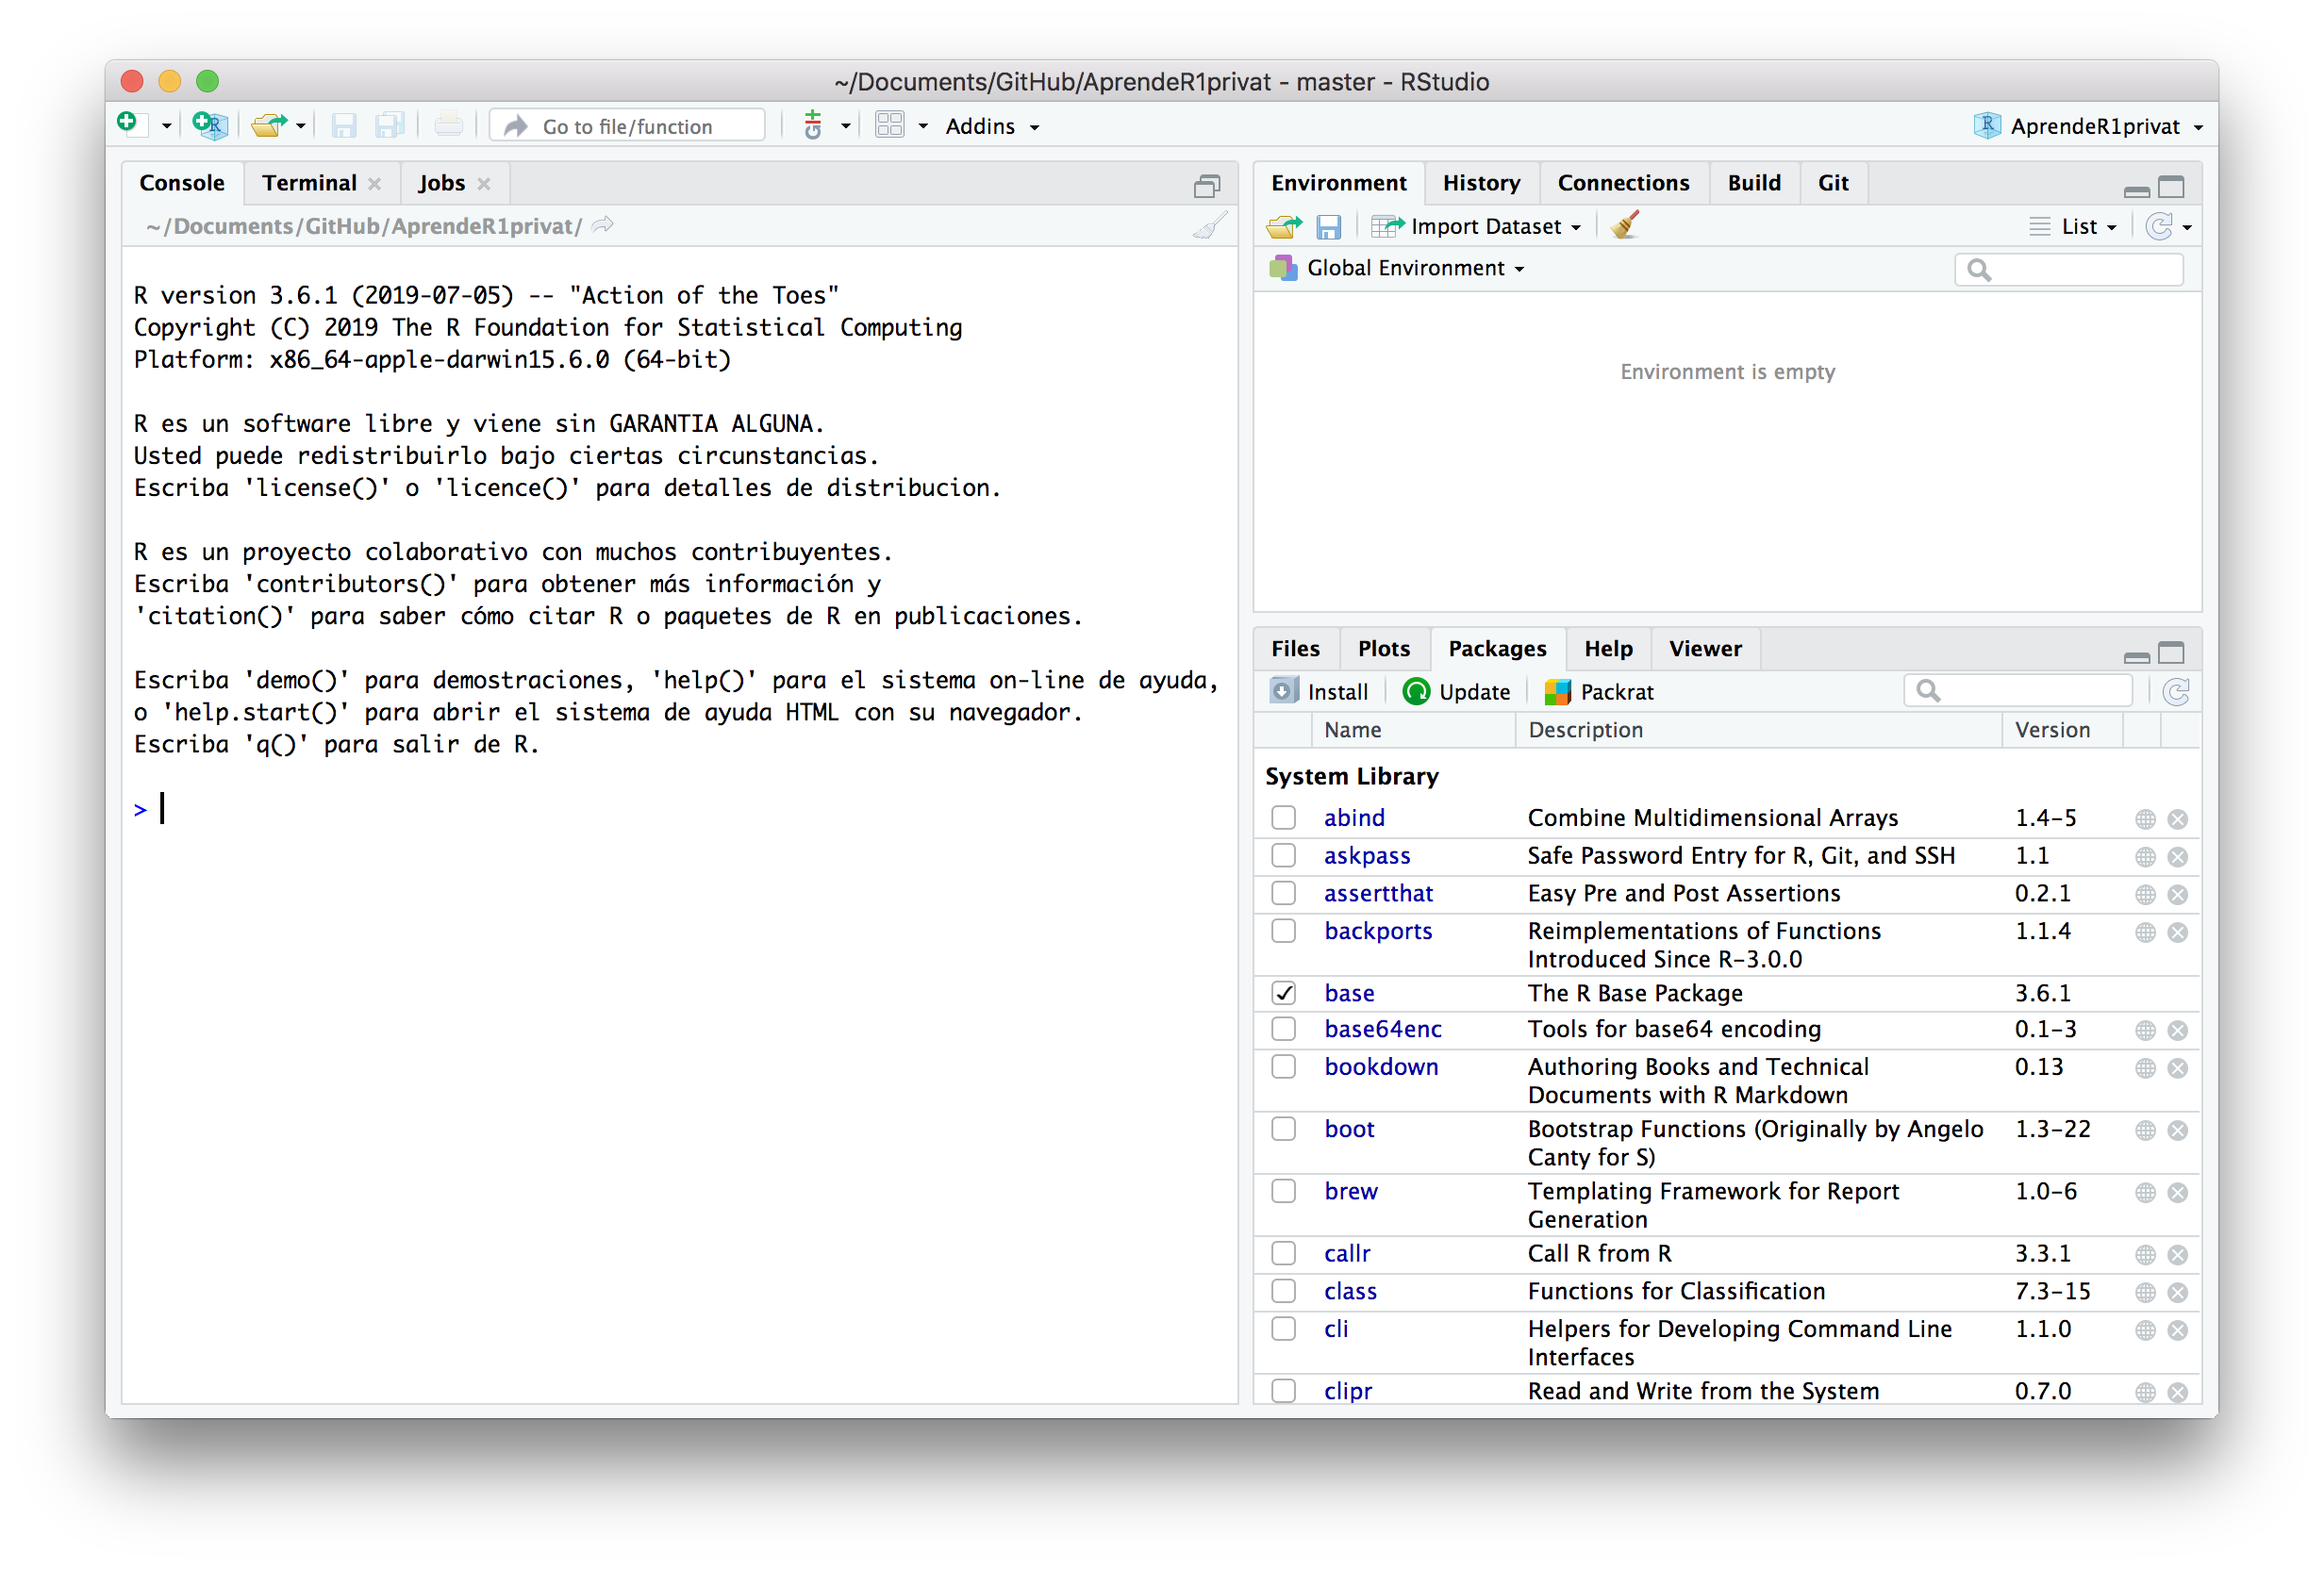 ~/Documents/GitHub/AprendeR1privat - master - RStudio
Go to file/function
Addins
AprendeR1privat
Console Terminal Jobs
~/Documents/GitHub/AprendeR1privat/
R version 3.6.1 (2019-07-05) -- "Action of the Toes"
Copyright (C) 2019 The R Foundation for Statistical Computing
Platform: x86_64-apple-darwin15.6.0 (64-bit)
R es un software libre y viene sin GARANTIA ALGUNA.
Usted puede redistribuirlo bajo ciertas circunstancias.
Escriba 'license()' o 'licence()' para detalles de distribucion.
R es un proyecto colaborativo con muchos contribuyentes.
Escriba 'contributors()' para obtener más información y
'citation()' para saber cómo citar R o paquetes de R en publicaciones.
Escriba 'demo()' para demostraciones, 'help()' para el sistema on-line de ayuda,
o 'help.start()' para abrir el sistema de ayuda HTML con su navegador.
Escriba 'q()' para salir de R.
>
Environment History Connections Build Git
Import Dataset
List
Global Environment
Environment is empty
Files Plots Packages Help Viewer
Install Update Packrat
Name Description Version
System Library
abind Combine Multidimensional Arrays 1.4-5
askpass Safe Password Entry for R, Git, and SSH 1.1
assertthat Easy Pre and Post Assertions 0.2.1
backports Reimplementations of Functions 1.1.4
Introduced Since R-3.0.0
base The R Base Package 3.6.1
base64enc Tools for base64 encoding 0.1-3
bookdown Authoring Books and Technical 0.13
Documents with R Markdown
boot Bootstrap Functions (Originally by Angelo 1.3-22
Canty for S)
brew Templating Framework for Report 1.0-6
Generation
callr Call R from R 3.3.1
class Functions for Classification 7.3-15
cli Helpers for Developing Command Line 1.1.0
Interfaces
clipr Read and Write from the System 0.7.0